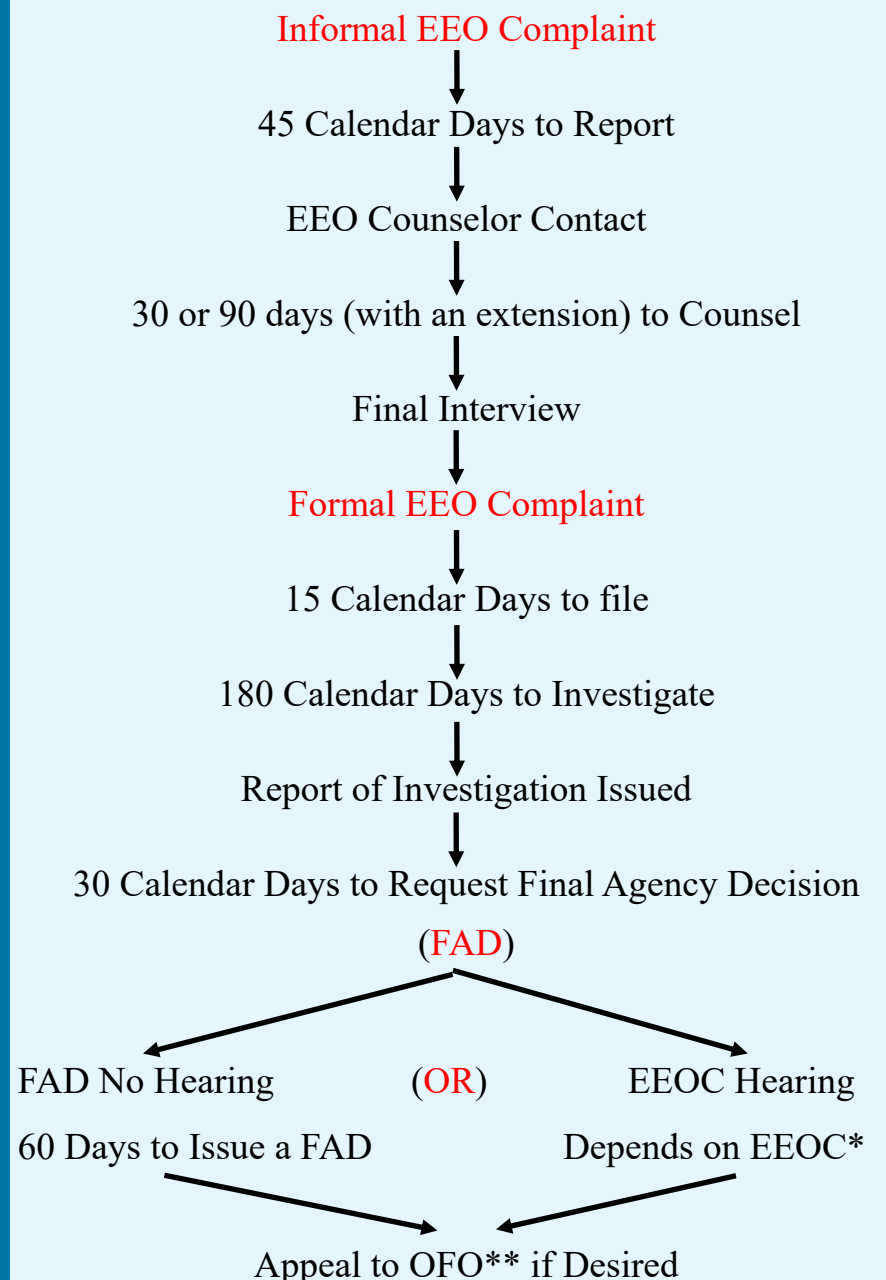 Informal EEO Complaint
45 Calendar Days to Report
EEO Counselor Contact
30 or 90 days (with an extension) to Counsel
Final Interview
Formal EEO Complaint
15 Calendar Days to file
180 Calendar Days to Investigate
Report of Investigation Issued
30 Calendar Days to Request Final Agency Decision
(FAD)
FAD No Hearing (OR) EEOC Hearing
60 Days to Issue a FAD Depends on EEOC*
Appeal to OFO** if Desired